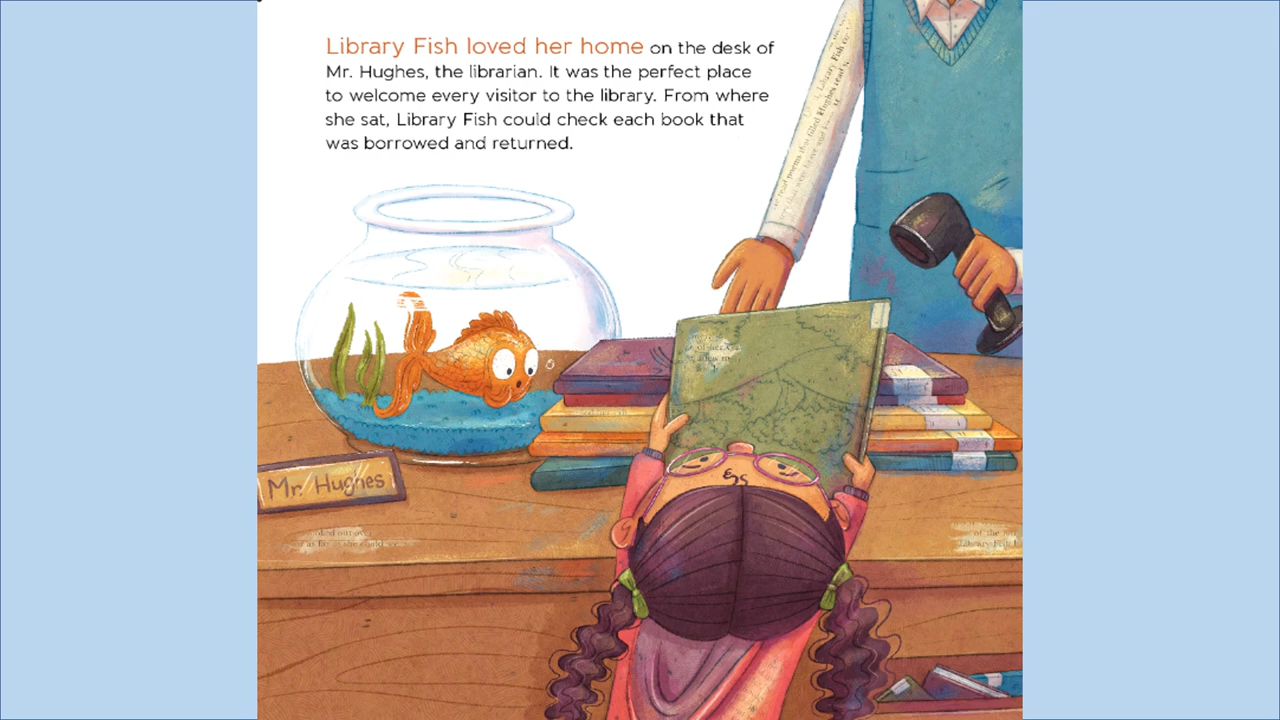 Library Fish loved her home on the desk of
Mr. Hughes, the librarian. It was the perfect place
to welcome every visitor to the library. From where
she sat, Library Fish could check each book that
was borrowed and returned.
Mr. Hughes